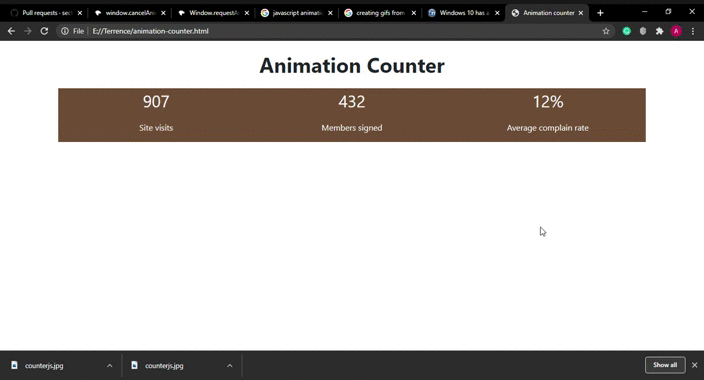 Pull requests - sec
window.cancelAni
Window.requestA
javascript animati
creating gifs from
Windows 10 has a
Animation counter
File
E://Terrence/animation-counter.html
A
Animation Counter
907 432 12%
Site visits Members signed Average complain rate
counterjs.jpg counterjs.jpg Show all